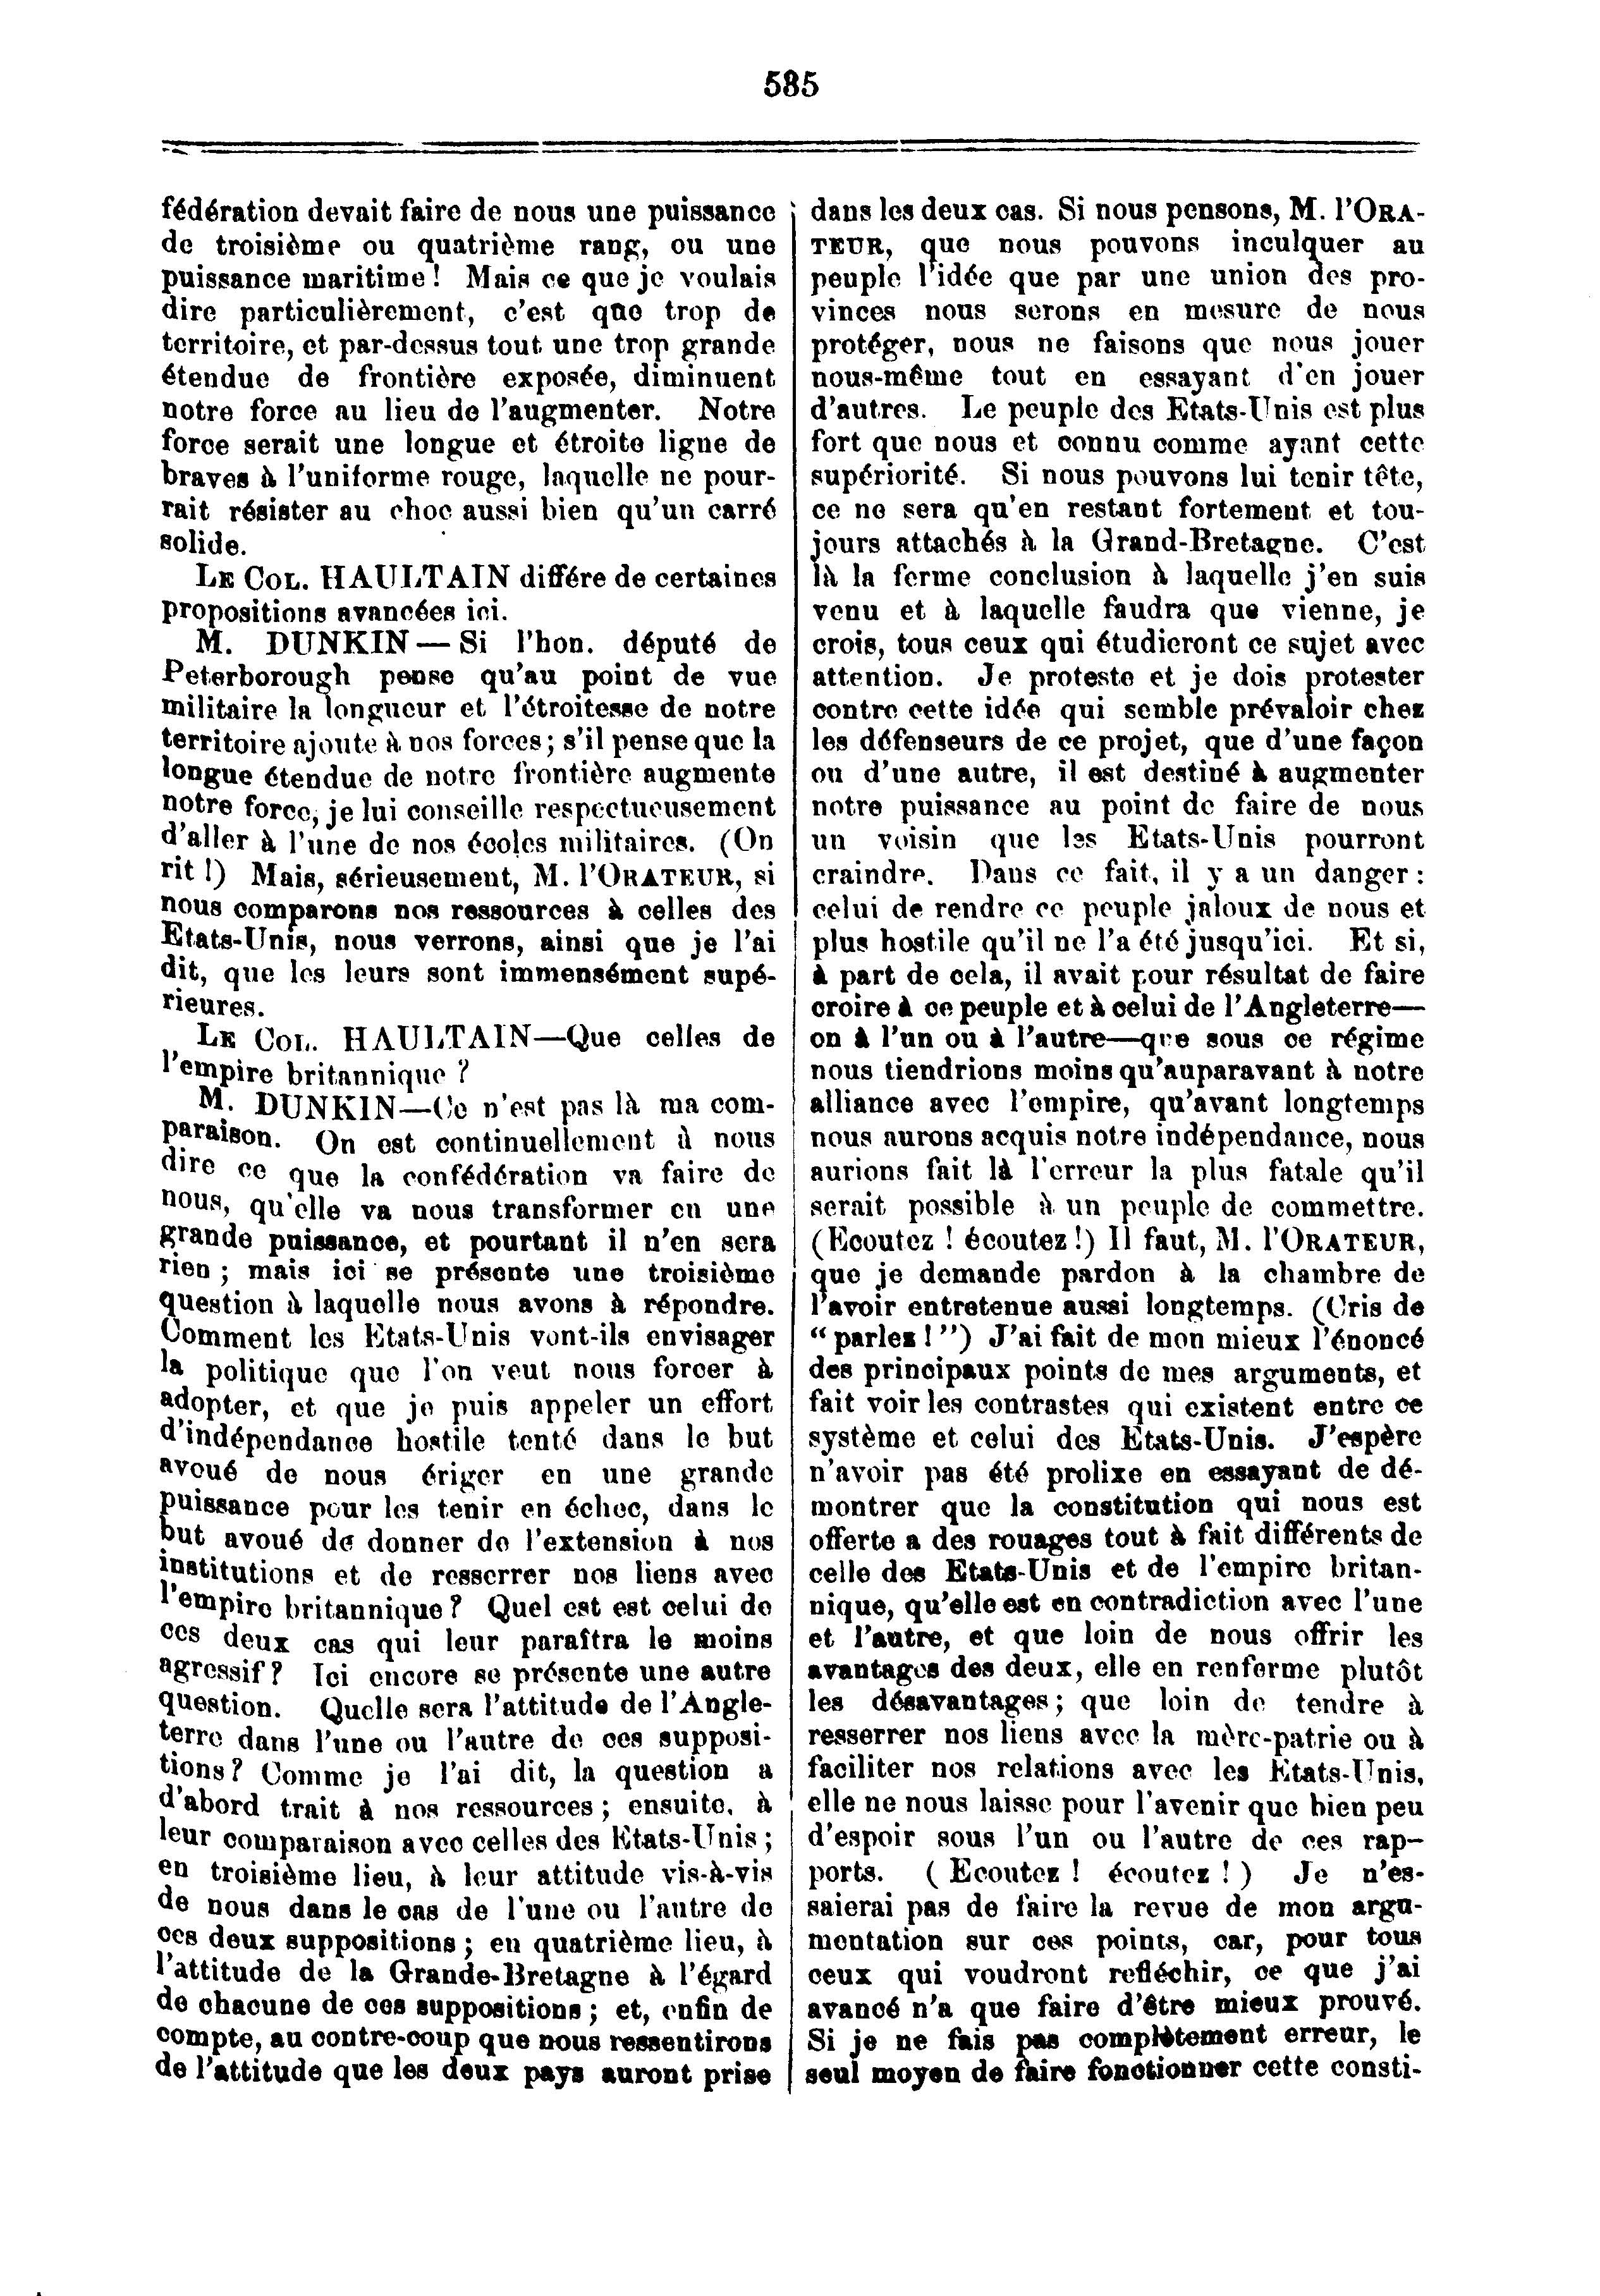 585
fédération devait faire de nous une puissance
de troisième ou quatrième rang, ou une
puissance maritime ! Mais ce que je voulais
dire particulièrement, c'est que trop de
territoire, et par-dessus tout une trop grande
étendue de frontière exposée, diminuent
notre force au lieu de l'augmenter. Notre
force serait une longue et étroite ligne de
braves à l'uniforme rouge, laquelle ne pour-
rait résister au choc aussi bien qu'un carré
solide.
LE COL. HAULTAIN différe de certaines
propositions avancées ici.
M. DUNKIN — Si l'hon. député de
Peterborough pense qu'au point de vue
militaire la longueur et l'étroitesse de notre
territoire ajoute à nos forces ; s'il pense que la
longue étendue de notre frontière augmente
notre force, je lui conseille respectueusement
d'aller à l'une de nos écoles militaires. (On
rit !) Mais, sérieusement, M. l'ORATEUR, si
nous comparons nos ressources à celles des
Etats-Unis, nous verrons, ainsi que je l'ai
dit, que les leurs sont immensément supé-
rieures.
LE COL. HAULTAIN—Que celles de
l'empire britannique ?
M. DUNKIN—Ce n'est pas là ma com-
paraison. On est continuellement à nous
dire ce que la confédération va faire de
nous, qu'elle va nous transformer en une
grande puissance, et pourtant il n'en sera
rien ; mais ici se présente une troisième
question à laquelle nous avons à répondre.
Comment les Etats-Unis vont-ils envisager
la politique que l'on veut nous forcer à
adopter, et que je puis appeler un effort
d'indépendance hostile tenté dans le but
avoué de nous ériger en une grande
puissance pour les tenir en échec, dans le
but avoué de donner de l'extension à nos
institutions et de resserrer nos liens avec
l'empire britannique ? Quel est est celui de
ces deux cas qui leur paraîtra le moins
agressif ? Ici encore se présente une autre
question. Quelle sera l'attitude de l'Angle-
terre dans l'une ou l'autre de ces supposi-
tions ? Comme je l'ai dit, la question a
d'abord trait à nos ressources ; ensuite, à
leur comparaison avec celles des Etats-Unis ;
en troisième lieu, à leur attitude vis-à-vis
de nous dans le cas de l'une ou l'autre de
ces deux suppositions ; en quatrième lieu, à
l'attitude de la Grande-Bretagne à l'égard
de chacune de ces suppositions ; et, enfin de
compte, au contre-coup que nous ressentirons
de l'attitude que les deux pays auront prise
dans les deux cas. Si nous pensons, M. l'ORA-
TEUR, que nous pouvons inculquer au
peuple l'idée que par une union des pro-
vinces nous serons en mesure de nous
protéger, nous ne faisons que nous jouer
nous-même tout en essayant d'en jouer
d'autres. Le peuple des Etats-Unis est plus
fort que nous et connu comme ayant cette
supériorité. Si nous pouvons lui tenir tête,
ce ne sera qu'en restant fortement et tou-
jours attachés à la Grand-Bretagne. C'est
là la ferme conclusion à laquelle j'en suis
venu et à laquelle faudra que vienne, je
crois, tous ceux qui étudieront ce sujet avec
attention. Je proteste et je dois protester
contre cette idée qui semble prévaloir chez
les défenseurs de ce projet, que d'une façon
ou d'une autre, il est destiné à augmenter
notre puissance au point de faire de nous
un voisin que les Etats-Unis pourront
craindre. Dans ce fait, il y a un danger :
celui de rendre ce peuple jaloux de nous et
plus hostile qu'il ne l'a été jusqu'ici. Et si,
à part de cela, il avait pour résultat de faire
croire à ce peuple et à celui de l'Angleterre—
on à l'un ou à l'autre—que sous ce régime
nous tiendrions moins qu'auparavant à notre
alliance avec l'empire, qu'avant longtemps
nous aurons acquis notre indépendance, nous
aurions fait là l'erreur la plus fatale qu'il
serait possible à un peuple de commettre.
(Ecoutez ! écoutez !) Il faut, M. l'ORATEUR,
que je demande pardon à la chambre de
l'avoir entretenue aussi longtemps. (Cris de
“ parlez ! ”) J'ai fait de mon mieux l'énoncé
des principaux points de mes arguments, et
fait voir les contrastes qui existent entre ce
système et celui des Etats-Unis. J'espère
n'avoir pas été prolixe en essayant de dé-
montrer que la constitution qui nous est
offerte a des rouages tout à fait différents de
celle des Etats-Unis et de l'empire britan-
nique, qu'elle est en contradiction avec l'une
et l'autre, et que loin de nous offrir les
avantages des deux, elle en renferme plutôt
les désavantages ; que loin de tendre à
resserrer nos liens avec la mère-patrie ou à
faciliter nos relations avec les Etats-Unis,
elle ne nous laisse pour l'avenir que bien peu
d'espoir sous l'un ou l'autre de ces rap-
ports. ( Ecoutez ! écoutez ! ) Je n'es-
saierai pas de faire la revue de mon argu-
mentation sur ces points, car, pour tous
ceux qui voudront refléchir, ce que j'ai
avancé n'a que faire d'être mieux prouvé.
Si je ne fais pas complètement erreur, le
seul moyen de faire fonctionner cette consti-